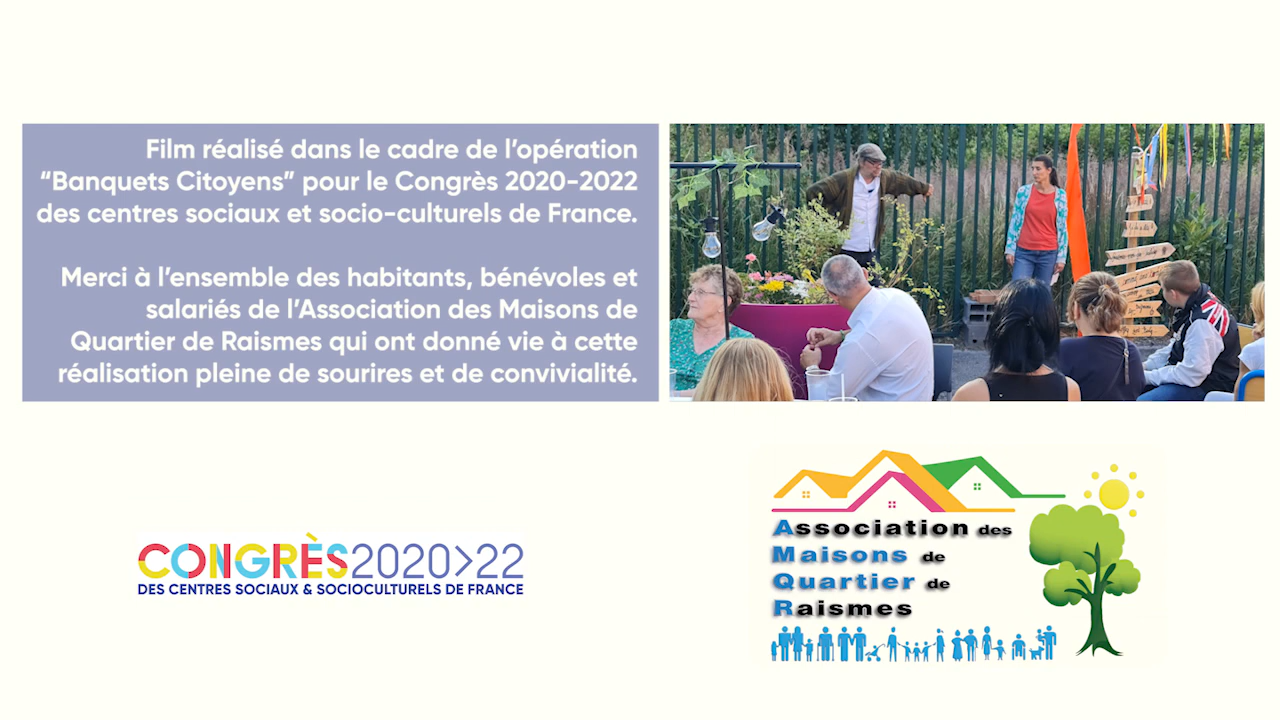 Film réalisé dans le cadre de l’opération
“Banquets Citoyens” pour le Congrès 2020-2022
des centres sociaux et socio-culturels de France.
Merci à l’ensemble des habitants, bénévoles et
salariés de l’Association des Maisons de
Quartier de Raismes qui ont donné vie à cette
réalisation pleine de sourires et de convivialité.
CONGRÈS2020>22
DES CENTRES SOCIAUX & SOCIOCULTURELS DE FRANCE
Association des
Maisons de
Quartier de
Raismes